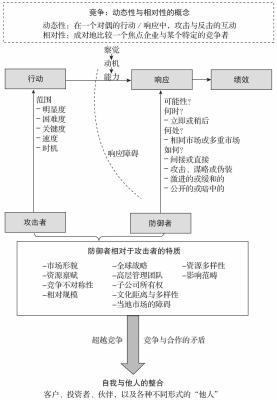 竞争：动态性与相对性的概念
动态性：在一个对偶的行动／响应中，攻击与反击的互动
相对性：成对地比较一个焦点企业与某个特定的竞争者
察觉
动机
能力
行动
响应
绩效
范围
－明显度
－困难度
－关键度
－速度
－时机
响应障碍
可能性？
何时？
－立即或稍后
何处？
－相同市场或多重市场
如何？
－间接或直接
－攻击、谋略或伪装
－激进的或缓和的
－公开的或暗中的
攻击者
防御者
防御者相对于攻击者的特质
－市场形貌
－资源禀赋
－竞争不对称性
－相对规模
－全球战略
－高层管理团队
－子公司所有权
－文化距离与多样性
－当地市场的障碍
－资源多样性
－影响范畴
超越竞争
竞争与合作的矛盾
自我与他人的整合
客户、投资者、伙伴，以及各种不同形式的“他人”